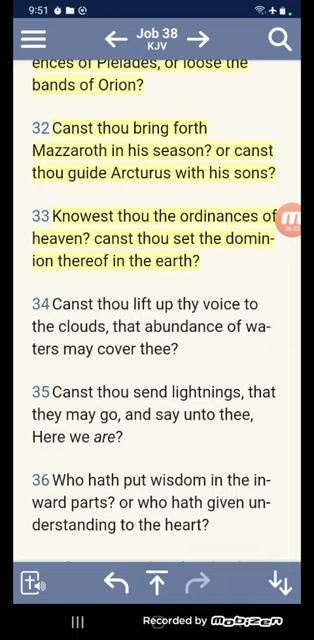 9:51
Job 38
KJV
ences of Pleiades, or loose the
bands of Orion?
32 Canst thou bring forth
Mazzaroth in his season? or canst
thou guide Arcturus with his sons?
33 Knowest thou the ordinances of
heaven? canst thou set the domin-
ion thereof in the earth?
34 Canst thou lift up thy voice to
the clouds, that abundance of wa-
ters may cover thee?
35 Canst thou send lightnings, that
they may go, and say unto thee,
Here we are?
36 Who hath put wisdom in the in-
ward parts? or who hath given un-
derstanding to the heart?
Recorded by mobizen